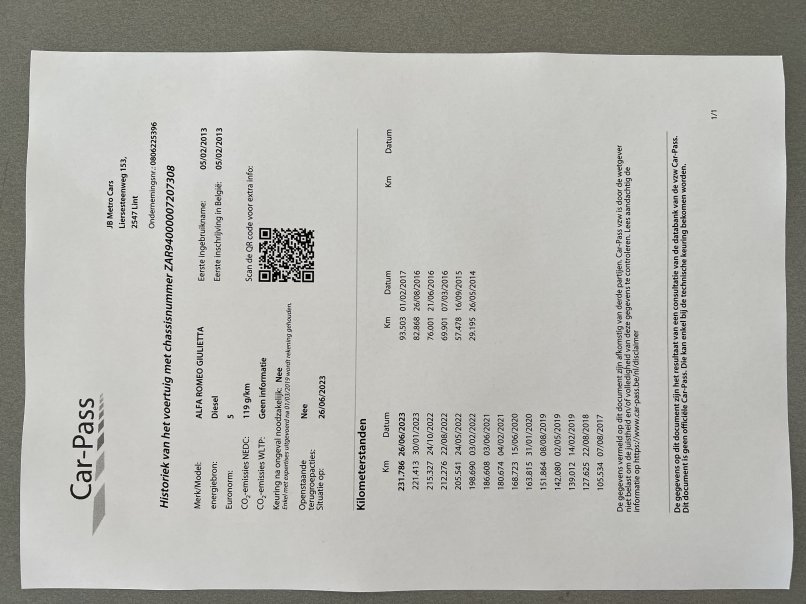 Car-Pass
JB Metro Cars
Liersesteenweg 153,
2547 Lint
Ondernemingsnr.: 0806225396
Historiek van het voertuig met chassisnummer ZAR94000007207308
Merk/Model: ALFA ROMEO GIULIETTA
energiebron: Diesel
Euronorm: 5
CO₂-emissies NEDC: 119 g/km
CO₂-emissies WLTP: Geen informatie
Keuring na ongeval noodzakelijk: Nee
Enkel met expertises uitgevoerd na 01/03/2019 wordt rekening gehouden.
Openstaande Nee
terugroepacties:
Situatie op: 26/06/2023
Eerste ingebruikname: 05/02/2013
Eerste inschrijving in België: 05/02/2013
Scan de QR code voor extra info:
Kilometerstanden
Km Datum
231.786 26/06/2023
221.413 30/01/2023
215.327 24/10/2022
212.276 22/08/2022
205.541 24/05/2022
198.690 03/02/2022
186.608 03/06/2021
180.674 04/02/2021
168.723 15/06/2020
163.815 31/01/2020
151.864 08/08/2019
142.080 02/05/2019
139.012 14/02/2019
127.625 22/08/2018
105.534 07/08/2017
Km Datum
93.503 01/02/2017
82.868 26/08/2016
76.001 21/06/2016
69.901 07/03/2016
57.478 16/09/2015
29.195 26/05/2014
Km Datum
De gegevens vermeld op dit document zijn afkomstig van derde partijen. Car-Pass vzw is door de wetgever
niet belast om de juistheid en/of volledigheid van deze gegevens te controleren. Lees aandachtig de
informatie op https://www.car-pass.be/nl/disclaimer
De gegevens op dit document zijn het resultaat van een consultatie van de databank van de vzw Car-Pass.
Dit document is geen officiële Car-Pass. Die kan enkel bij de technische keuring bekomen worden.
1/1